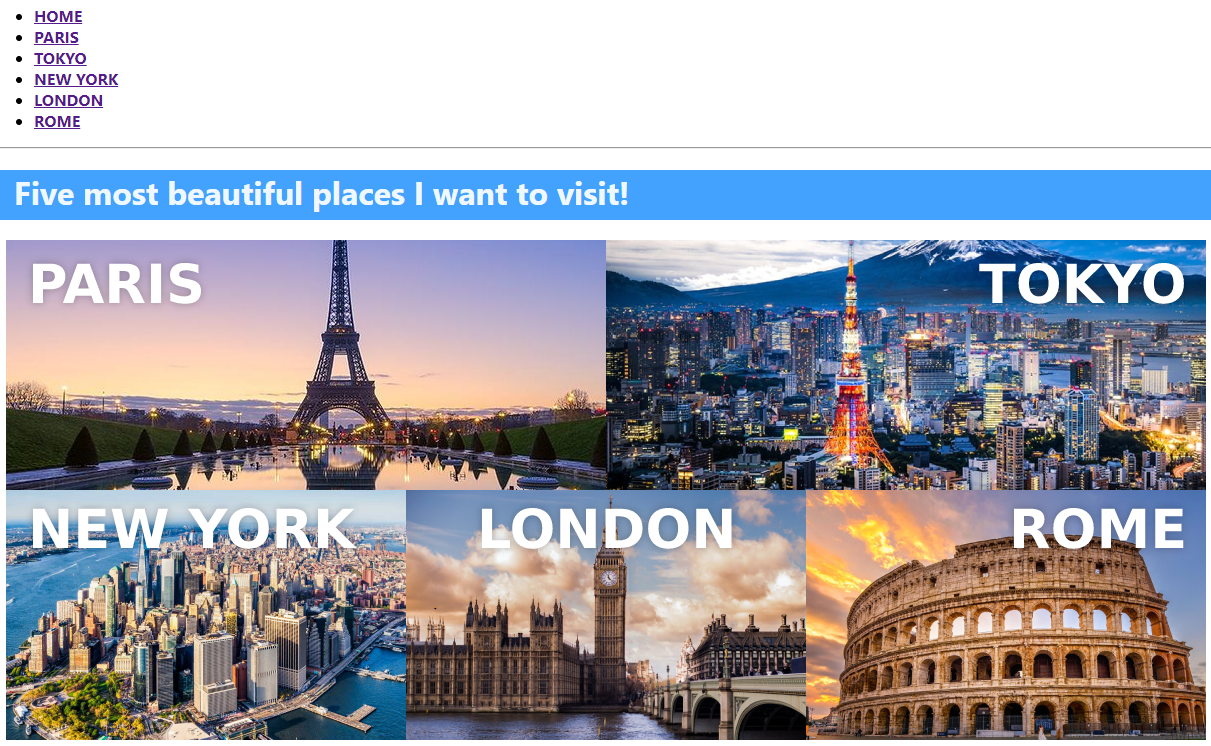 HOME
PARIS
TOKYO
NEW YORK
LONDON
ROME
Five most beautiful places I want to visit!
PARIS
TOKYO
NEW YORK
LONDON
ROME